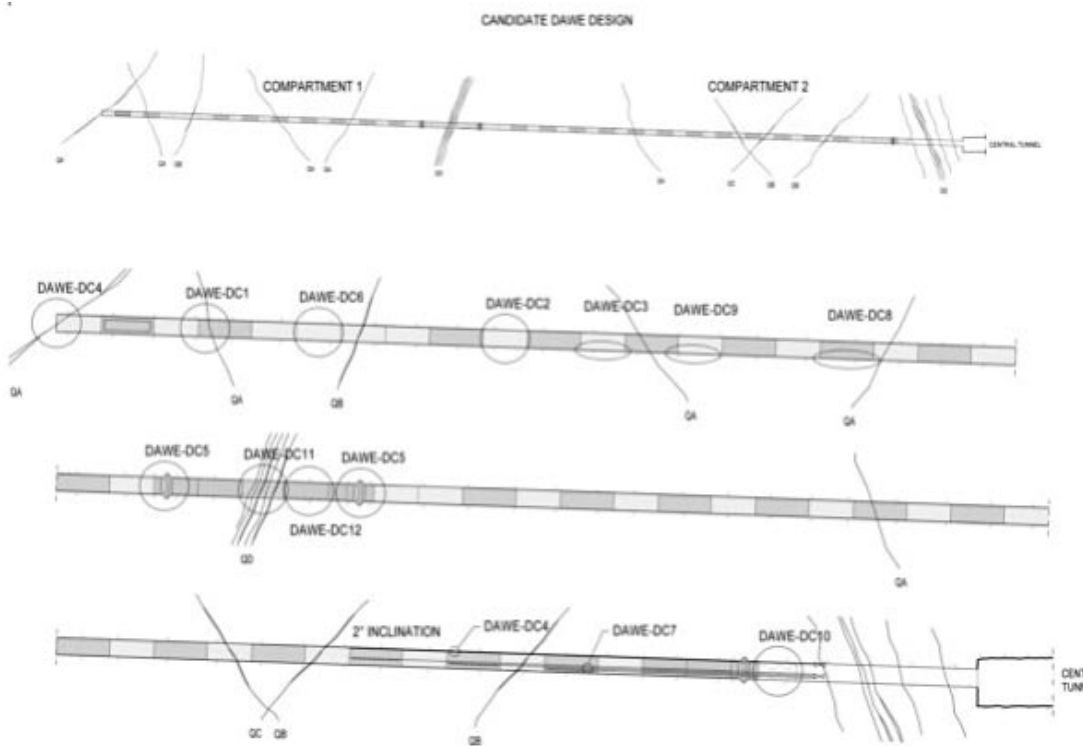 CANDIDATE DAWE DESIGN
COMPARTMENT 1
COMPARTMENT 2
CENTRAL TUNNEL
DAWE-DC4
DAWE-DC1
DAWE-DC6
DAWE-DC2
DAWE-DC3
DAWE-DC9
DAWE-DC8
QA
QA
QB
QA
QA
DAWE-DC5
DAWE-DC11
DAWE-DC5
DAWE-DC12
QD
QA
2° INCLINATION
DAWE-DC4
DAWE-DC7
DAWE-DC10
CENT
TUNN
QC
QB
QB